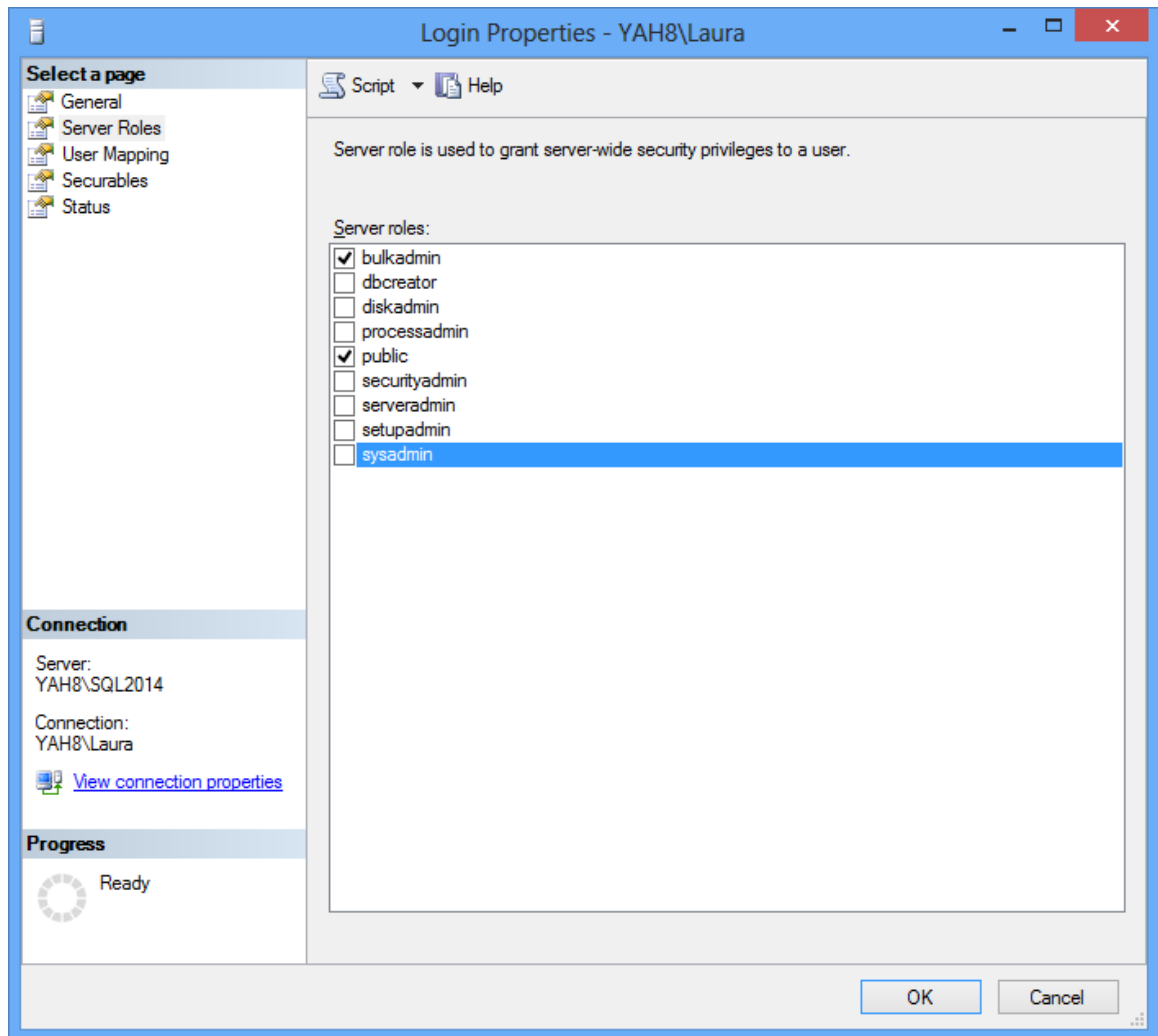 Login Properties - YAH8\Laura
Select a page
General
Server Roles
User Mapping
Securables
Status
Script Help
Server role is used to grant server-wide security privileges to a user.
Server roles:
bulkadmin
dbcreator
diskadmin
processadmin
public
securityadmin
serveradmin
setupadmin
sysadmin
Connection
Server:
YAH8\SQL2014
Connection:
YAH8\Laura
View connection properties
Progress
Ready
OK Cancel